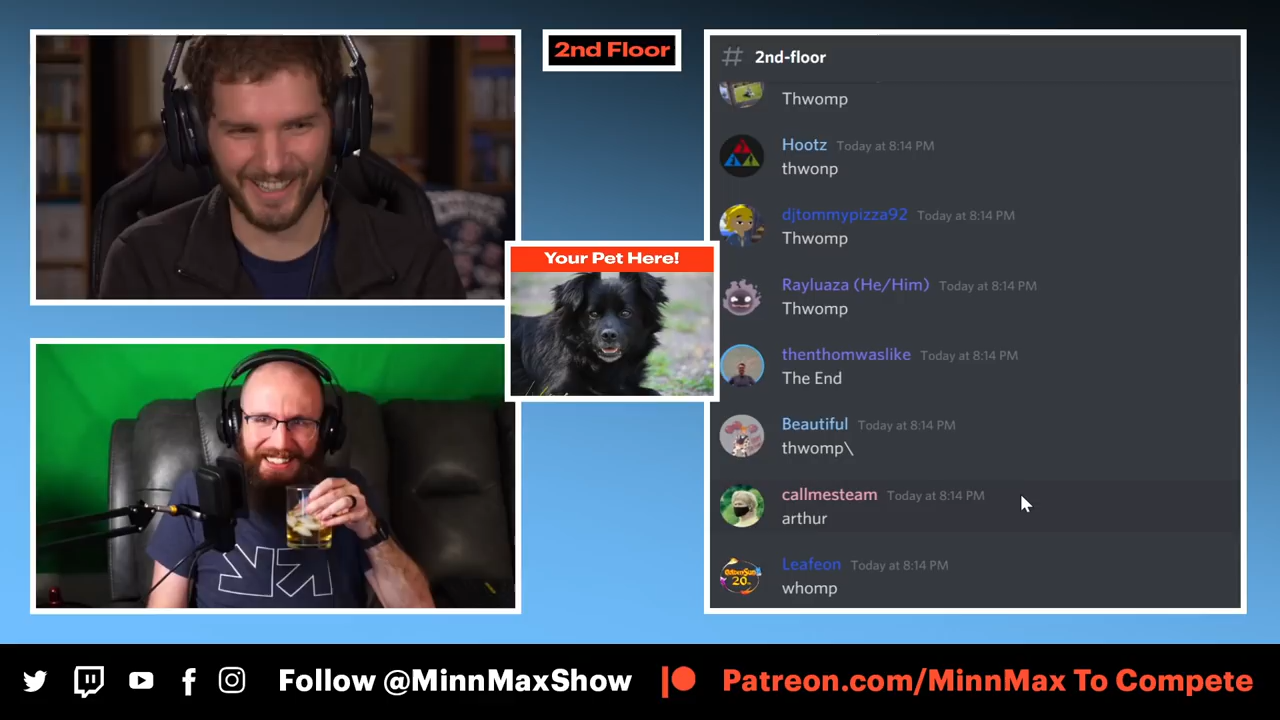 2nd Floor
# 2nd-floor
Thwomp
Hootz Today at 8:14 PM
thwonp
djtommypizza92 Today at 8:14 PM
Thwomp
Your Pet Here!
Rayluaza (He/Him) Today at 8:14 PM
Thwomp
thenthomwaslike Today at 8:14 PM
The End
Beautiful Today at 8:14 PM
thwomp\
callmesteam Today at 8:14 PM
arthur
Leafeon Today at 8:14 PM
whomp
Follow @MinnMaxShow
Patreon.com/MinnMax To Compete